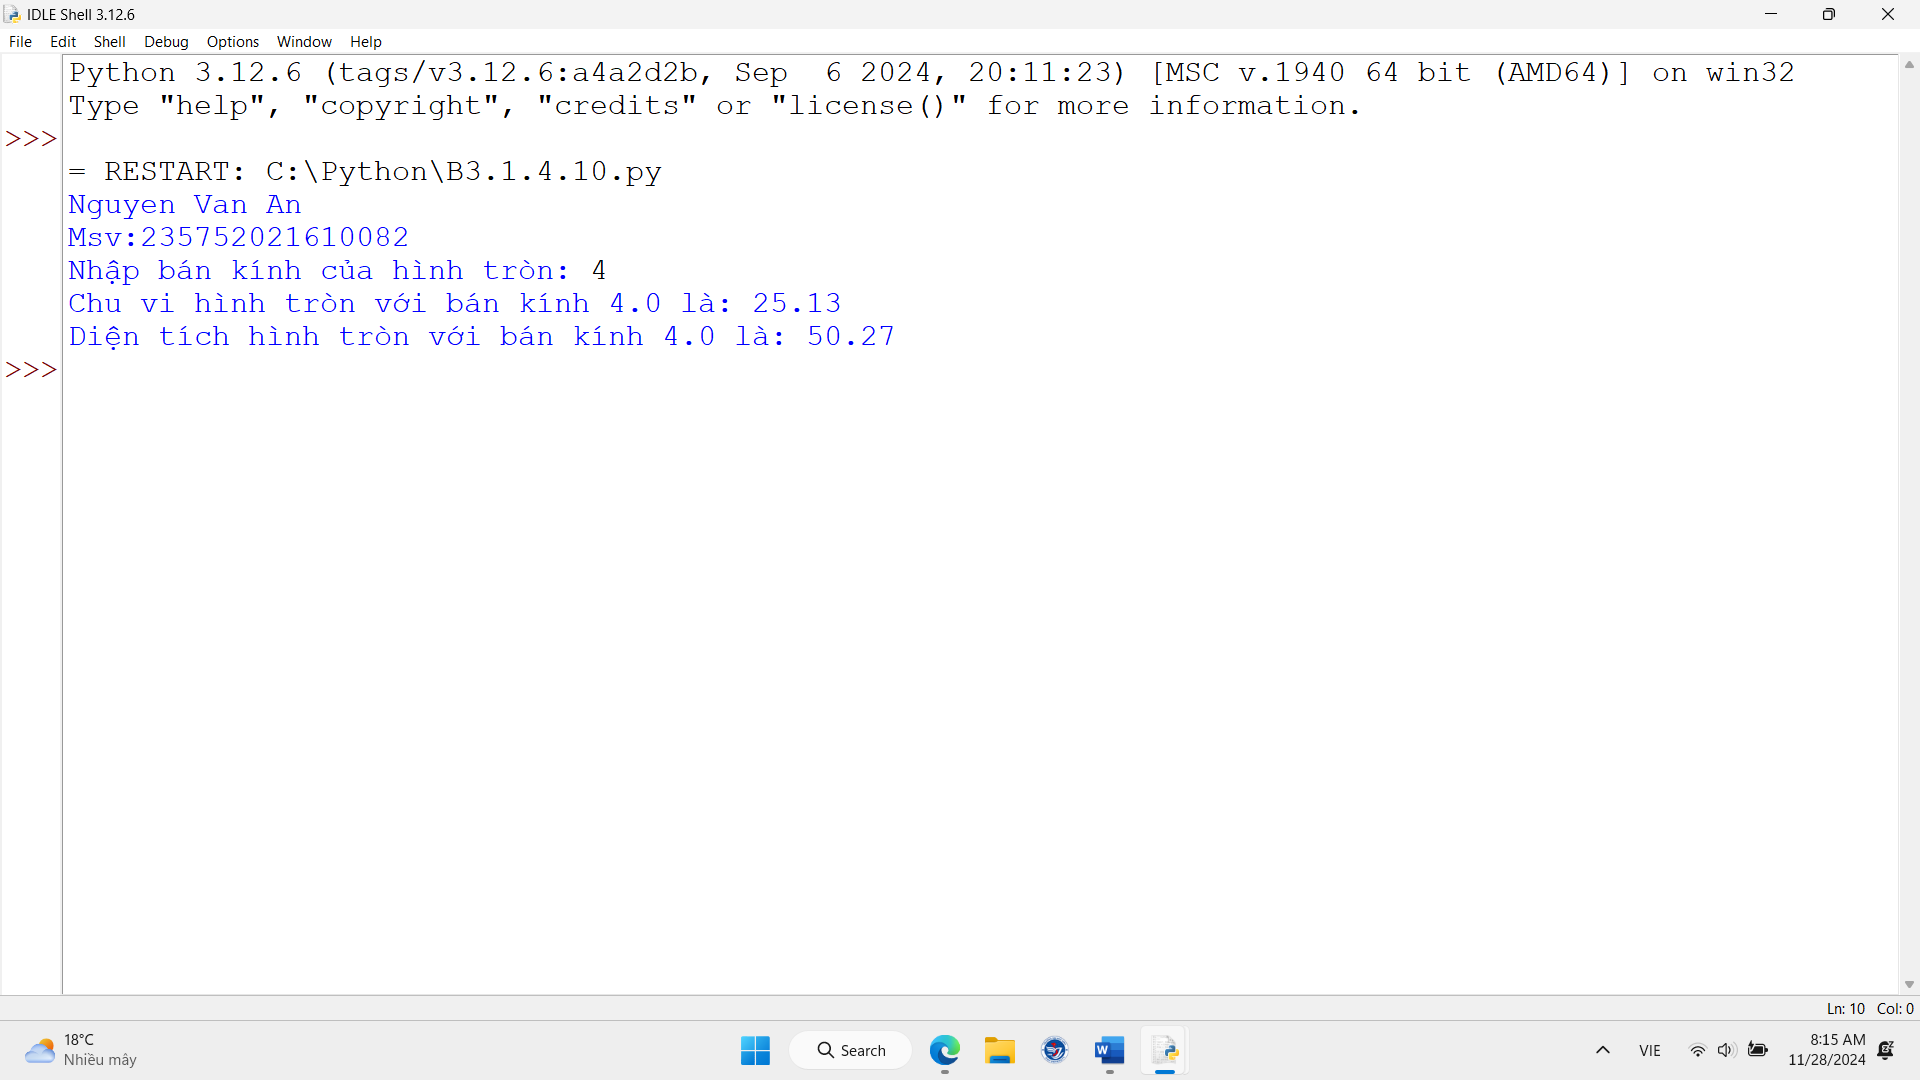 IDLE Shell 3.12.6
File Edit Shell Debug Options Window Help
Python 3.12.6 (tags/v3.12.6:a4a2d2b, Sep  6 2024, 20:11:23) [MSC v.1940 64 bit (AMD64)] on win32
Type "help", "copyright", "credits" or "license()" for more information.
>>>
= RESTART: C:\Python\B3.1.4.10.py
Nguyen Van An
Msv:235752021610082
Nhập bán kính của hình tròn: 4
Chu vi hình tròn với bán kính 4.0 là: 25.13
Diện tích hình tròn với bán kính 4.0 là: 50.27
>>>
Ln: 10 Col: 0
18°C
Nhiều mây
Search
VIE
8:15 AM
11/28/2024